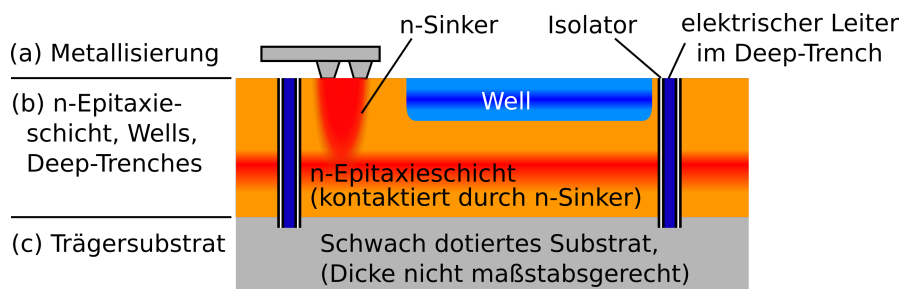 n-Sinker
Isolator
elektrischer Leiter
im Deep-Trench
(a) Metallisierung
(b) n-Epitaxie-
schicht, Wells,
Deep-Trenches
Well
n-Epitaxieschicht
(kontaktiert durch n-Sinker)
(c) Trägersubstrat
Schwach dotiertes Substrat,
(Dicke nicht maßstabsgerecht)